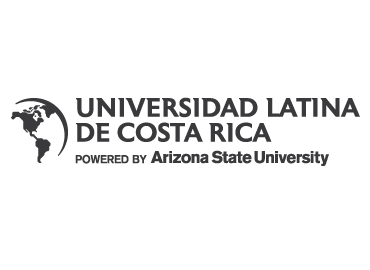 UNIVERSIDAD LATINA
DE COSTA RICA
POWERED BY Arizona State University